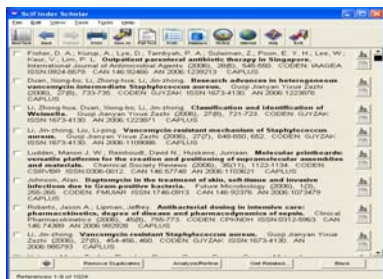 SciFinder Scholar
File Edit View Task Tools Help
Fisher, D. A.; Kurup, A.; Lye, D.; Tambyah, P. A.; Sulaiman, Z.; Poon, E. Y. H.; Lee, W.;
Kaur, V.; Lim, P. L. Outpatient parenteral antibiotic therapy in Singapore.
International Journal of Antimicrobial Agents (2006), 28(6), 545-550. CODEN: IAAGEA
ISSN:0924-8579. CAN 146:92466 AN 2006:1239213 CAPLUS
Duan, Xiong-bo; Li, Zhong-hua; Li, Jin-zhong. Research advances in heterogeneous
vancomycin-intermediate Staphylococcus aureus. Guoji Jianyan Yixue Zazhi
(2006), 27(8), 733-735. CODEN: GJYZAK ISSN:1673-4130. AN 2006:1223876
CAPLUS
Li, Zhong-hua; Duan, Xiong-bo; Li, Jin-zhong. Classification and identification of
Weissella. Guoji Jianyan Yixue Zazhi (2006), 27(8), 721-723. CODEN: GJYZAK
ISSN:1673-4130. AN 2006:1223871 CAPLUS
Li, Jin-zhong; Liu, Li-ping. Vancomycin resistant mechanism of Staphylococcus
aureus. Guoji Jianyan Yixue Zazhi (2006), 27(7), 648-650, 652. CODEN: GJYZAK
ISSN:1673-4130. AN 2006:1109086 CAPLUS
Ludden, Manon J. W.; Reinhoudt, David N.; Huskens, Jurriaan. Molecular printboards:
versatile platforms for the creation and positioning of supramolecular assemblies
and materials. Chemical Society Reviews (2006), 35(11), 1122-1134. CODEN:
CSRVBR ISSN:0306-0012. CAN 146:57748 AN 2006:1103621 CAPLUS
Johnson, Alan. Daptomycin in the treatment of skin, soft-tissue and invasive
infections due to Gram-positive bacteria. Future Microbiology (2006), 1(3),
255-265. CODEN: FMBUAR ISSN:1746-0913. CAN 146:92376 AN 2006:1073479
CAPLUS
Roberts, Jason A.; Lipman, Jeffrey. Antibacterial dosing in intensive care:
pharmacokinetics, degree of disease and pharmacodynamics of sepsis. Clinical
Pharmacokinetics (2006), 45(8), 755-773. CODEN: CPHKDX ISSN:0312-5963. CAN
146:74389 AN 2006:992928 CAPLUS
Li, Jin-zhong. Vancomycin-resistant Staphylococcus aureus. Guoji Jianyan Yixue
Zazhi (2006), 27(5), 454-456, 460. CODEN: GJYZAK ISSN:1673-4130. AN
2006:985793 CAPLUS
Remove Duplicates Analyze/Refine Get Related... Back
References 1-8 of 1024